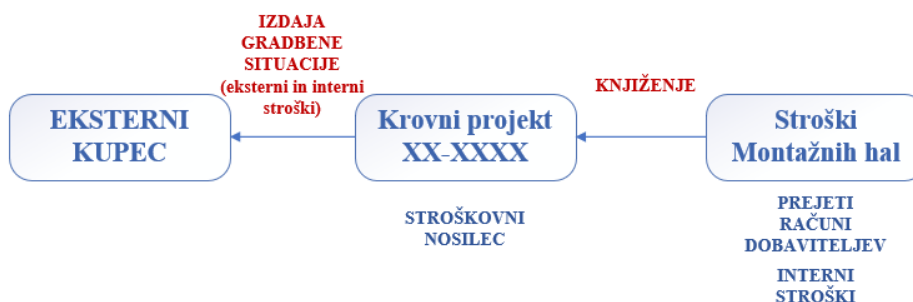 IZDAJA
GRADBENE
SITUACIJE
(eksterni in interni
stroški)
KNJIŽENJE
EKSTERNI
KUPEC
Krovni projekt
XX-XXXX
Stroški
Montažnih hal
STROŠKOVNI
NOSILEC
PREJETI
RAČUNI
DOBAVITELJEV
INTERNI
STROŠKI